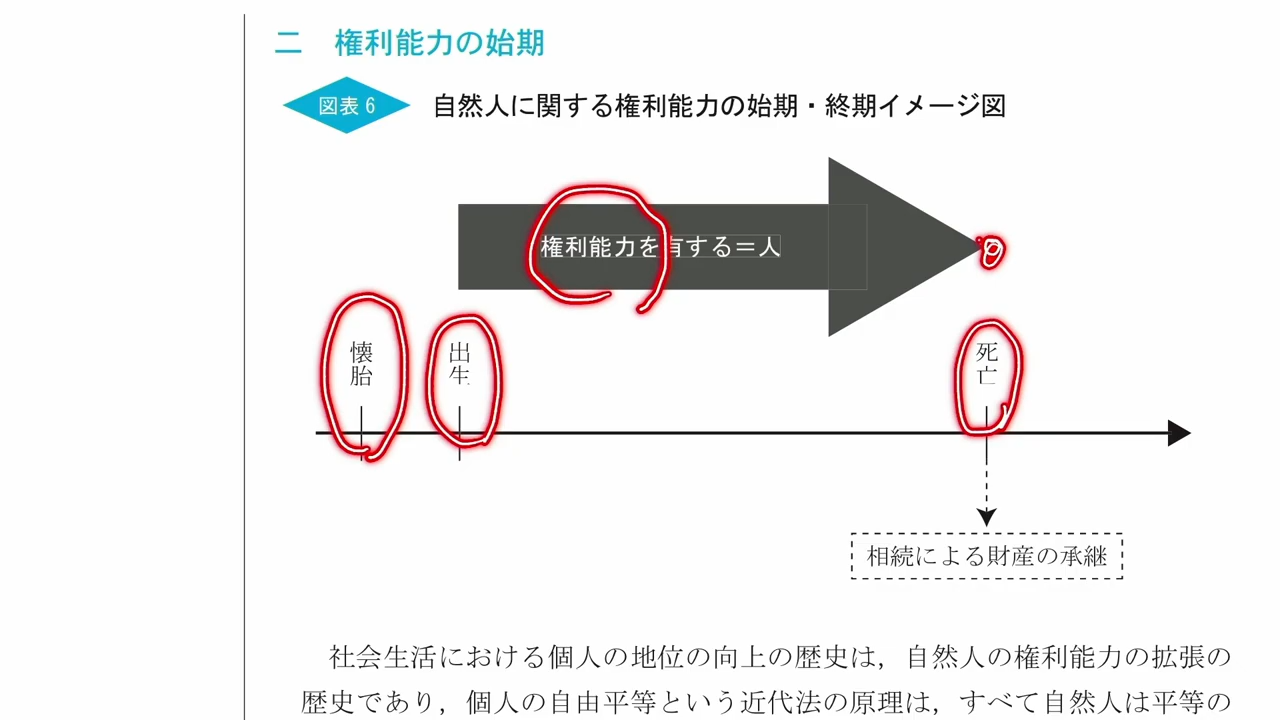 二 権利能力の始期
図表6 自然人に関する権利能力の始期・終期イメージ図
権利能力を有する＝人
懐胎
出生
死亡
相続による財産の承継
社会生活における個人の地位の向上の歴史は，自然人の権利能力の拡張の
歴史であり，個人の自由平等という近代法の原理は，すべて自然人は平等の